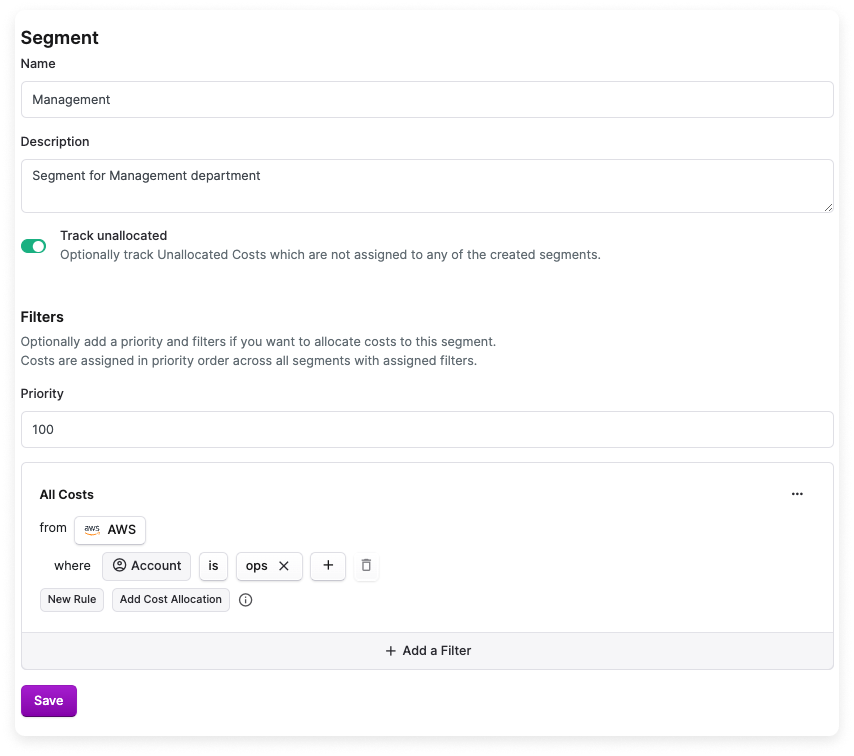 Segment
Name
Management
Description
Segment for Management department
Track unallocated
Optionally track Unallocated Costs which are not assigned to any of the created segments.
Filters
Optionally add a priority and filters if you want to allocate costs to this segment.
Costs are assigned in priority order across all segments with assigned filters.
Priority
100
All Costs
from aws AWS
where Account is ops
New Rule Add Cost Allocation
Add a Filter
Save